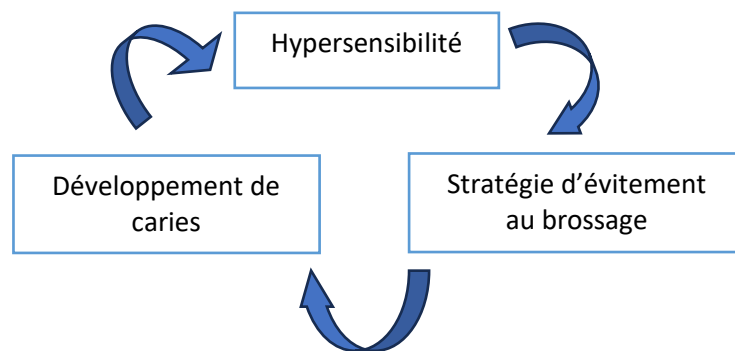 Hypersensibilité
Développement de
caries
Stratégie d’évitement
au brossage